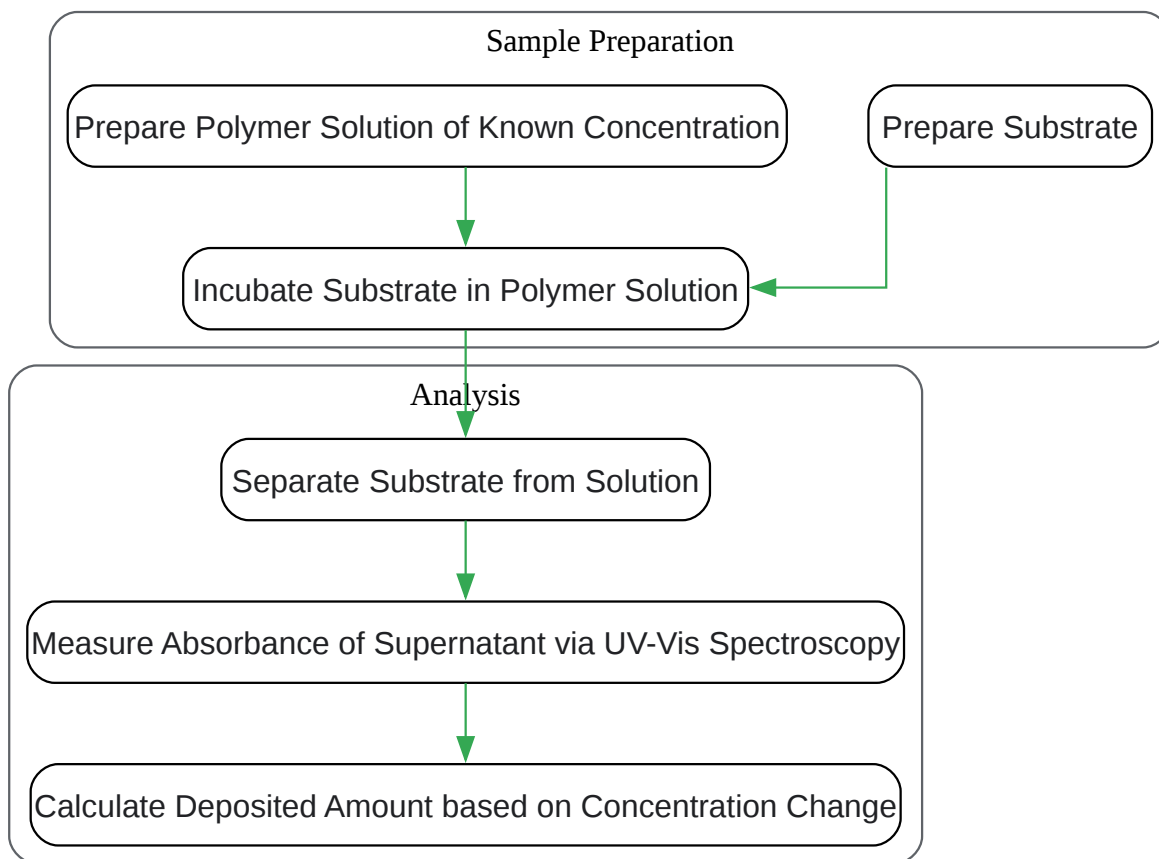 Sample Preparation
Prepare Polymer Solution of Known Concentration
Prepare Substrate
Incubate Substrate in Polymer Solution
Analysis
Separate Substrate from Solution
Measure Absorbance of Supernatant via UV-Vis Spectroscopy
Calculate Deposited Amount based on Concentration Change